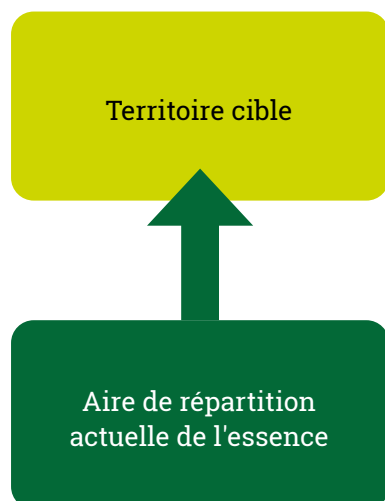 Territoire cible
Aire de répartition
actuelle de l'essence